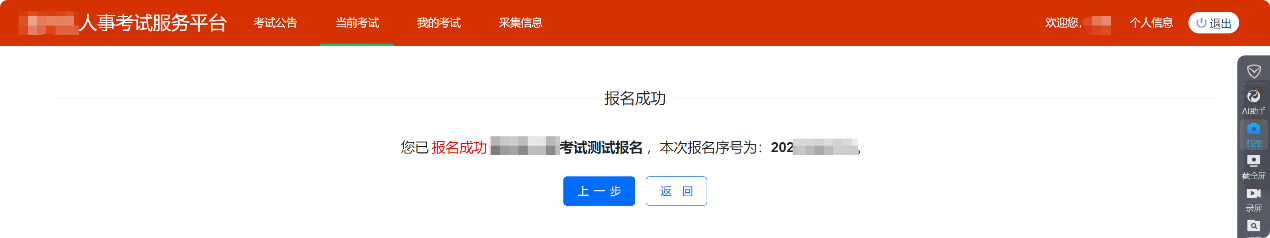 人事考试服务平台 考试公告 当前考试 我的考试 采集信息 欢迎您, 个人信息 退出
报名成功
您已 报名成功 考试测试报名 ，本次报名序号为：202 。
上一步 返 回
AI助手
截图
截全屏
录屏